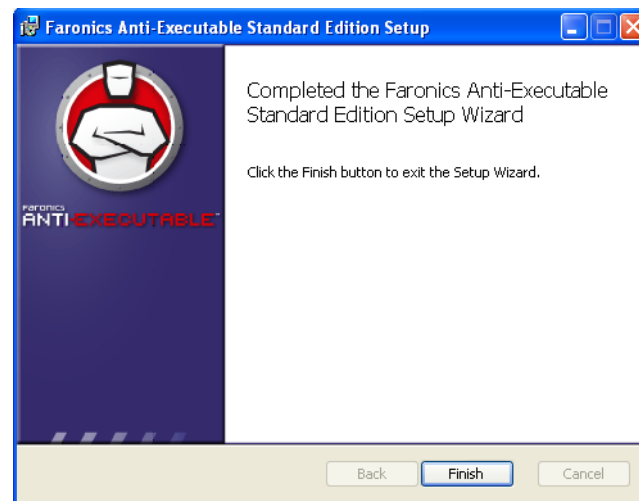 Faronics Anti-Executable Standard Edition Setup
Completed the Faronics Anti-Executable
Standard Edition Setup Wizard
Click the Finish button to exit the Setup Wizard.
FARONICS
ANTI-EXECUTABLE
Back
Finish
Cancel